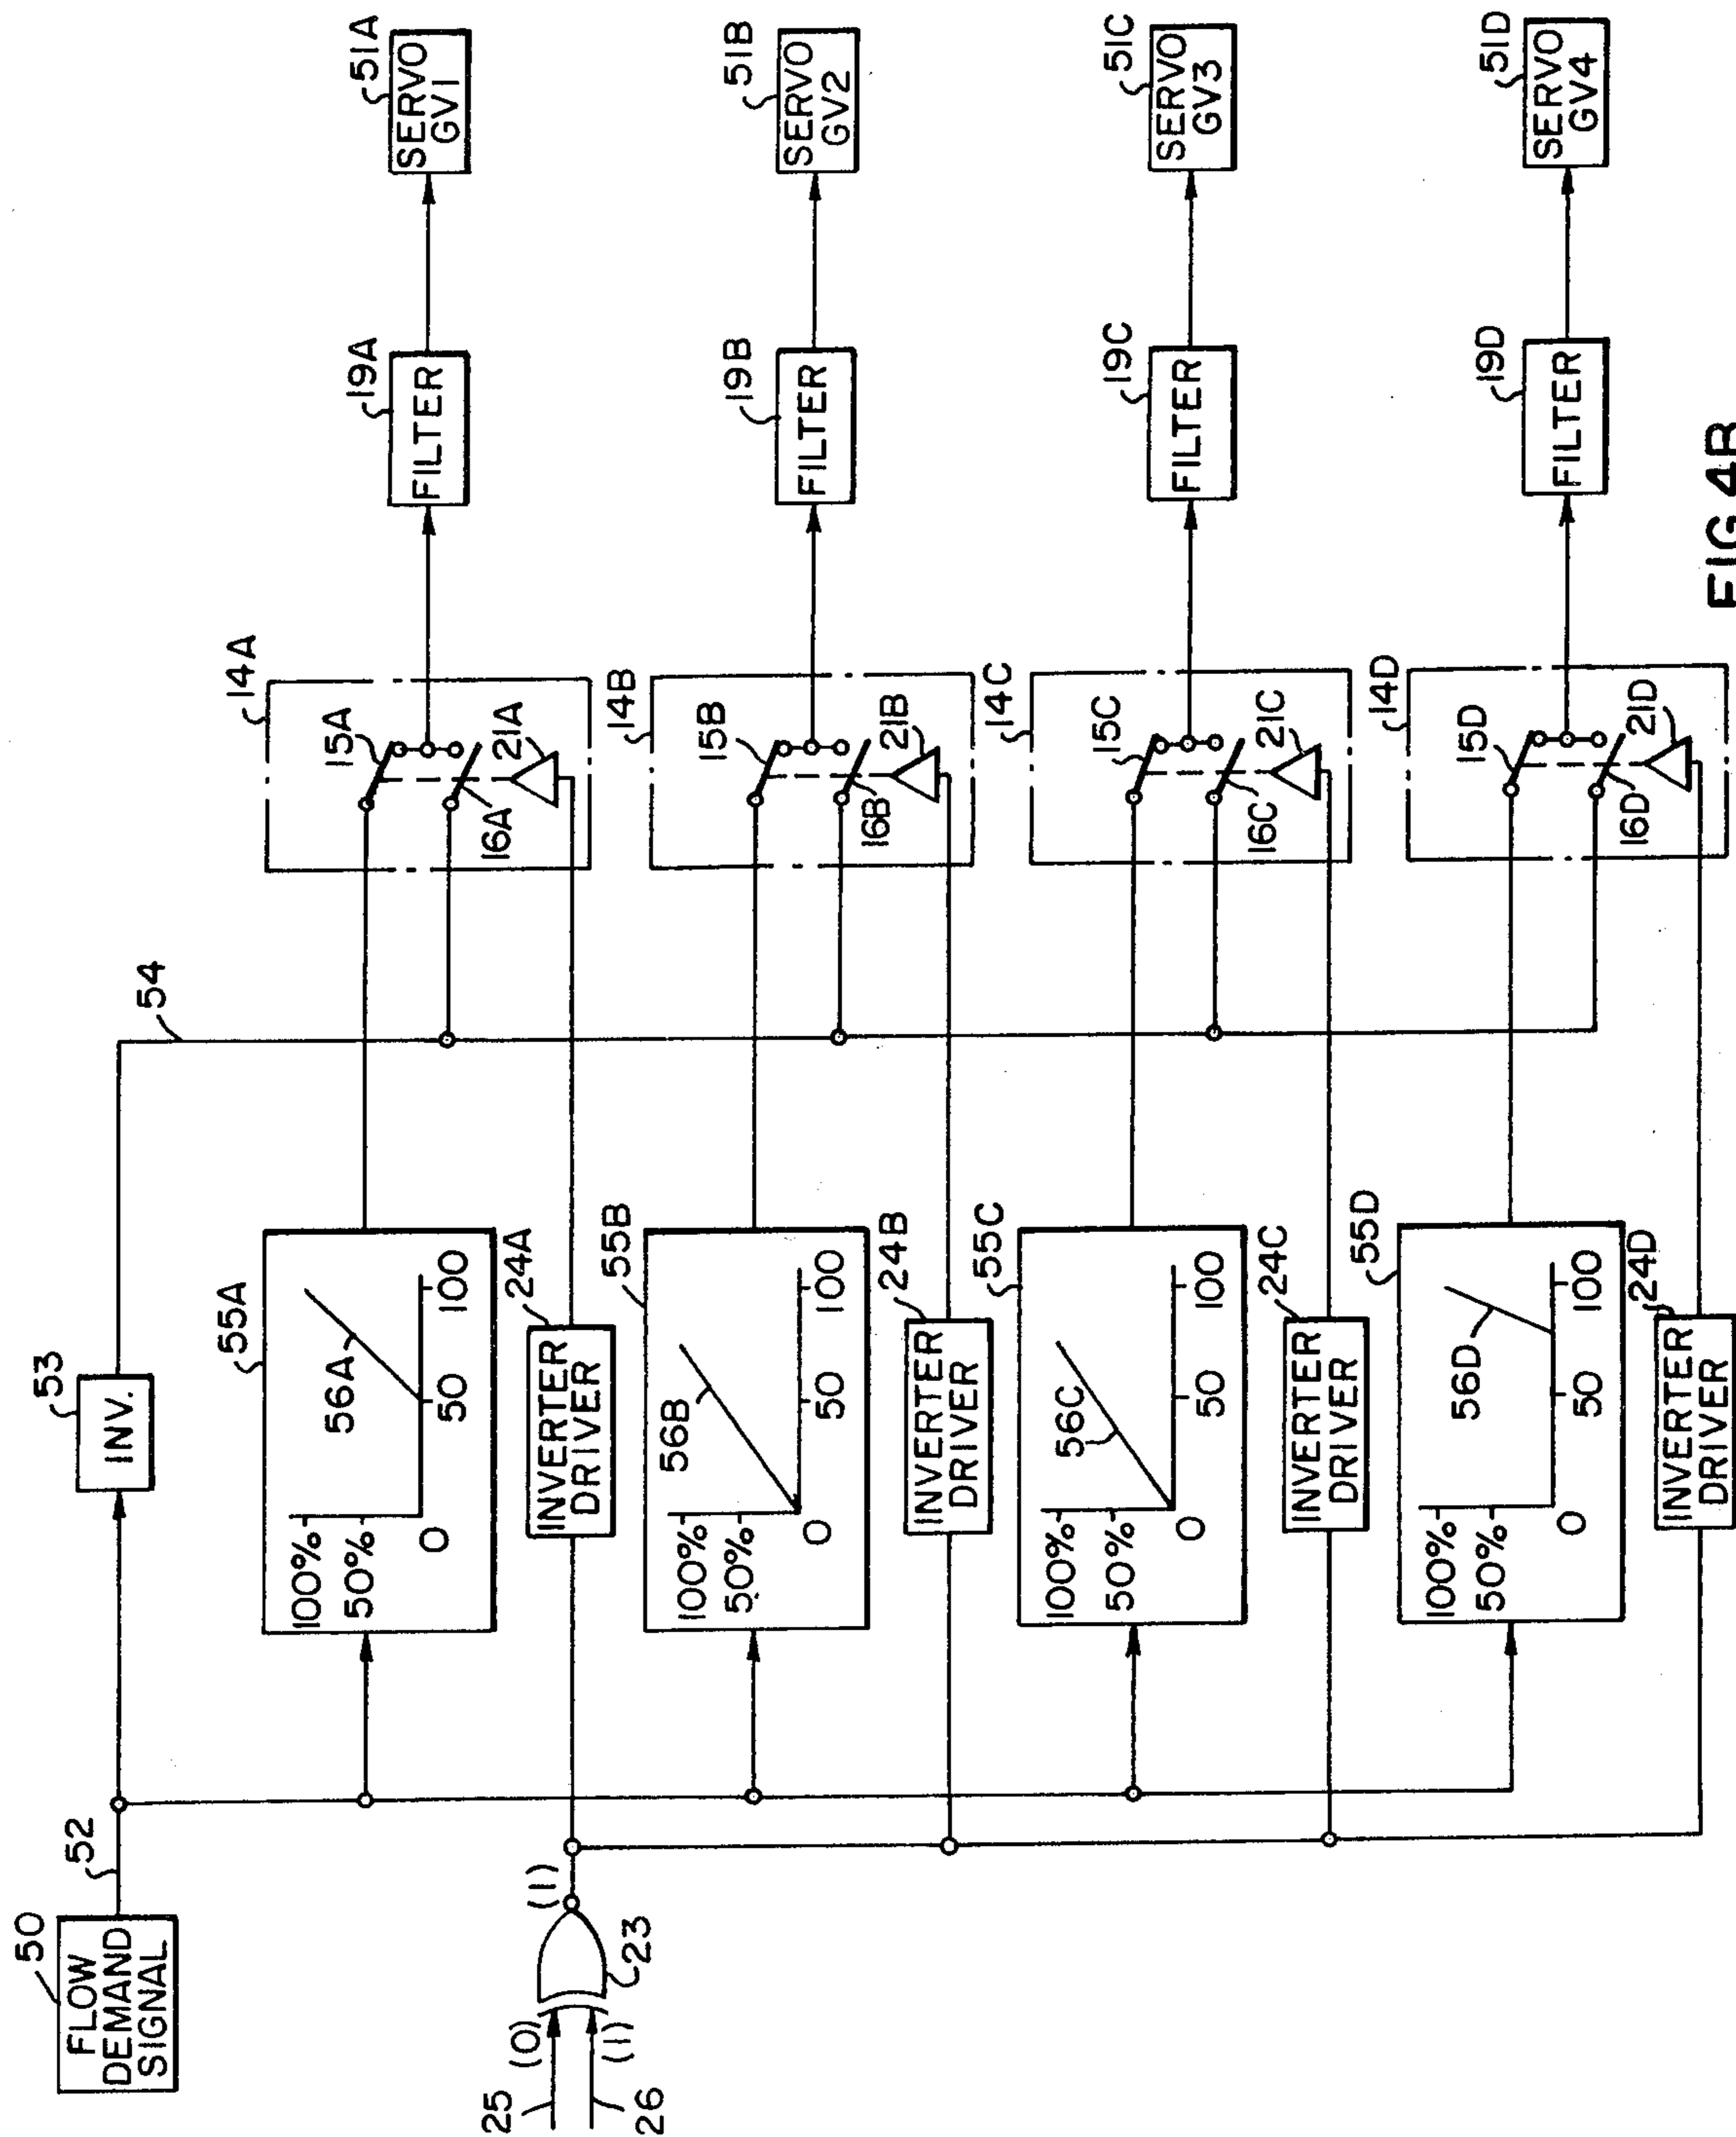 50
FLOW
DEMAND
SIGNAL
52
53
INV.
54
55A
100%
50%
0
50
100
56A
14A
15A
16A
21A
19A
FILTER
51A
SERVO
GV1
24A
INVERTER
DRIVER
25
(0)
26
(1)
23
(1)
55B
100%
50%
0
50
100
56B
14B
15B
16B
21B
19B
FILTER
51B
SERVO
GV2
24B
INVERTER
DRIVER
55C
100%
50%
0
50
100
56C
14C
15C
16C
21C
19C
FILTER
51C
SERVO
GV3
24C
INVERTER
DRIVER
55D
100%
50%
0
50
100
56D
14D
15D
16D
21D
19D
FILTER
51D
SERVO
GV4
24D
INVERTER
DRIVER
FIG.4B